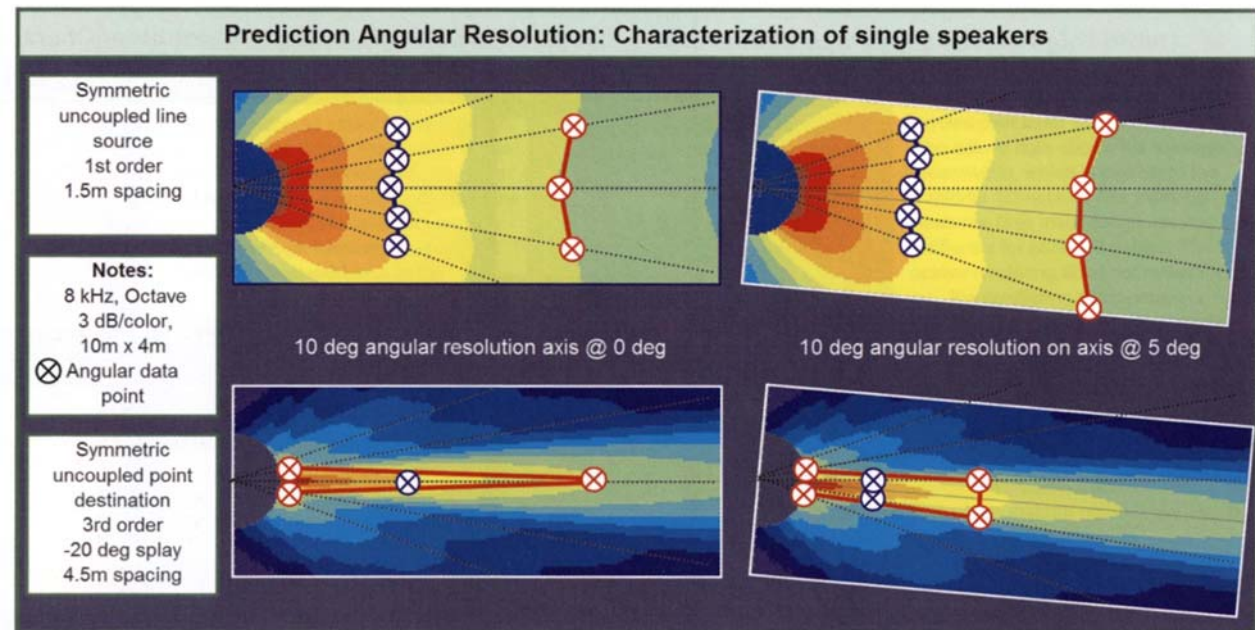 Prediction Angular Resolution: Characterization of single speakers
Symmetric
uncoupled line
source
1st order
1.5m spacing
Notes:
8 kHz, Octave
3 dB/color,
10m x 4m
Angular data
point
10 deg angular resolution axis @ 0 deg
10 deg angular resolution on axis @ 5 deg
Symmetric
uncoupled point
destination
3rd order
-20 deg splay
4.5m spacing